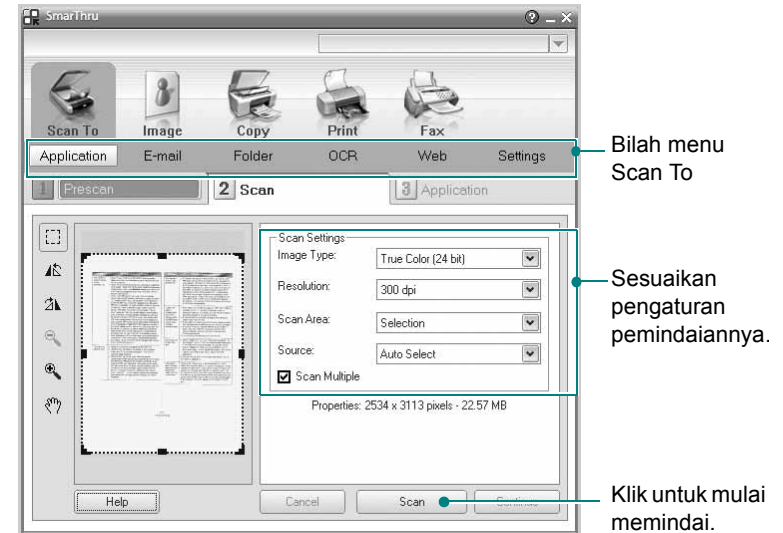 SmarThru
Scan To Image Copy Print Fax
Application E-mail Folder OCR Web Settings
Bilah menu
Scan To
1 Prescan 2 Scan 3 Application
Scan Settings
Image Type: True Color (24 bit)
Resolution: 300 dpi
Scan Area: Selection
Source: Auto Select
Scan Multiple
Properties: 2534 x 3113 pixels - 22.57 MB
Sesuaikan
pengaturan
pemindaiannya.
Help Cancel Scan Continue
Klik untuk mulai
memindai.